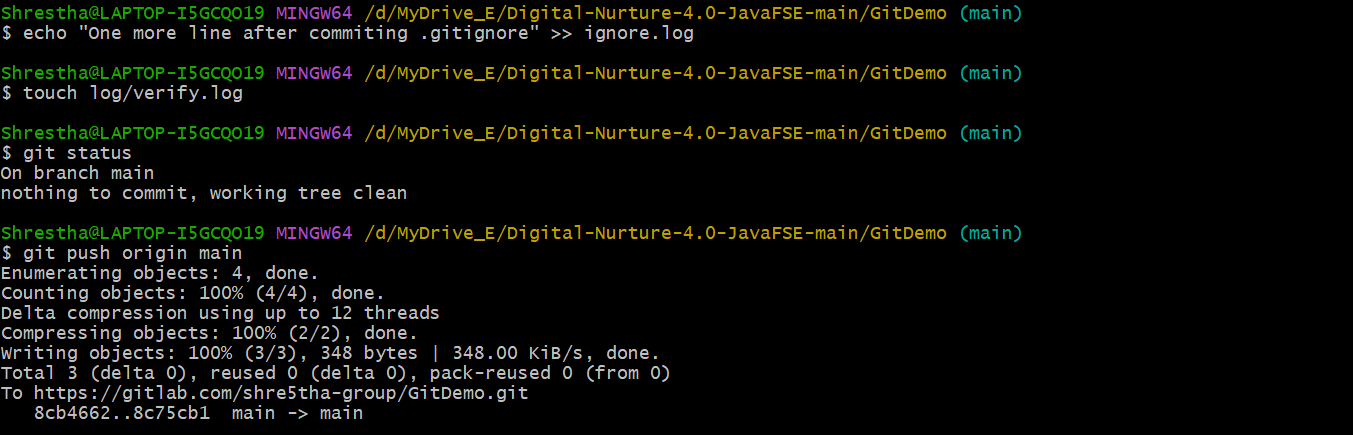 Shrestha@LAPTOP-I5GCQO19 MINGW64 /d/MyDrive_E/Digital-Nurture-4.0-JavaFSE-main/GitDemo (main)
$ echo "One more line after commiting .gitignore" >> ignore.log
Shrestha@LAPTOP-I5GCQO19 MINGW64 /d/MyDrive_E/Digital-Nurture-4.0-JavaFSE-main/GitDemo (main)
$ touch log/verify.log
Shrestha@LAPTOP-I5GCQO19 MINGW64 /d/MyDrive_E/Digital-Nurture-4.0-JavaFSE-main/GitDemo (main)
$ git status
On branch main
nothing to commit, working tree clean
Shrestha@LAPTOP-I5GCQO19 MINGW64 /d/MyDrive_E/Digital-Nurture-4.0-JavaFSE-main/GitDemo (main)
$ git push origin main
Enumerating objects: 4, done.
Counting objects: 100% (4/4), done.
Delta compression using up to 12 threads
Compressing objects: 100% (2/2), done.
Writing objects: 100% (3/3), 348 bytes | 348.00 KiB/s, done.
Total 3 (delta 0), reused 0 (delta 0), pack-reused 0 (from 0)
To https://gitlab.com/shre5tha-group/GitDemo.git
   8cb4662..8c75cb1  main -> main